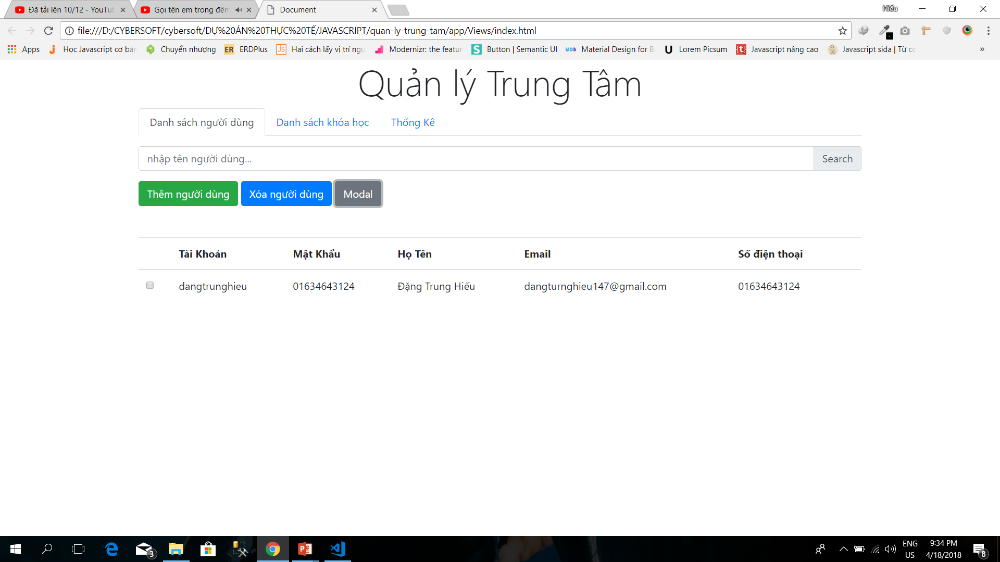 Đã tải lên 10/12 - YouTu
Gọi tên em trong đêm
Document
Hiếu
file:///D:/CYBERSOFT/cybersoft/DỰ%20ÁN%20THỰC%20TẾ/JAVASCRIPT/quan-ly-trung-tam/app/Views/index.html
Apps
Học Javascript cơ bản
Chuyển nhượng
ER ERDPlus
JS Hai cách lấy vị trí ngư
Modernizr: the featur
S Button | Semantic UI
MDB Material Design for B
U Lorem Picsum
{t} Javascript nâng cao
Javascript sida | Từ cơ
»
Quản lý Trung Tâm
Danh sách người dùng Danh sách khóa học Thống Kê
nhập tên người dùng... Search
Thêm người dùng Xóa người dùng Modal
Tài Khoản Mật Khẩu Họ Tên Email Số điện thoại
dangtrunghieu 01634643124 Đặng Trung Hiếu dangturnghieu147@gmail.com 01634643124
3
ENG
US
9:34 PM
4/18/2018
8